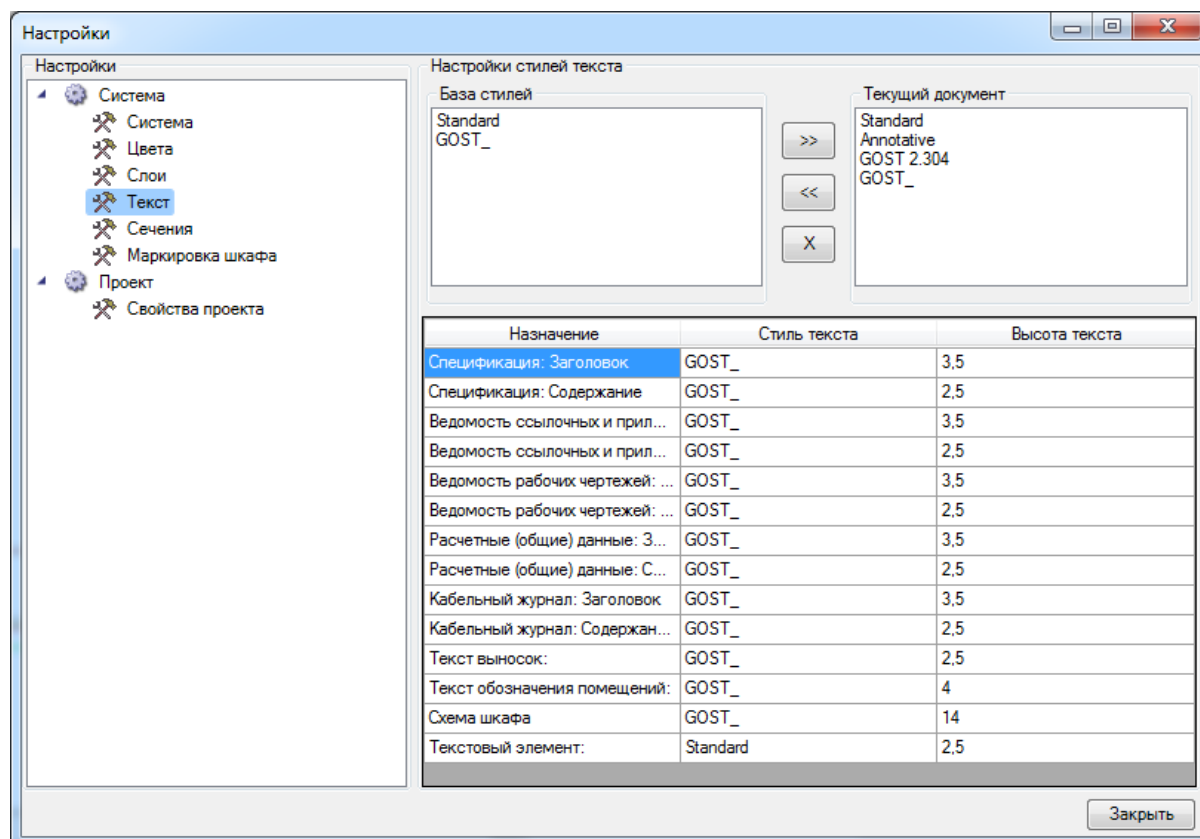 Настройки
Настройки
Система
Система
Цвета
Слои
Текст
Сечения
Маркировка шкафа
Проект
Свойства проекта
Настройки стилей текста
База стилей
Standard
GOST_
>>
<<
X
Текущий документ
Standard
Annotative
GOST 2.304
GOST_
Назначение Стиль текста Высота текста
Спецификация: Заголовок GOST_ 3,5
Спецификация: Содержание GOST_ 2,5
Ведомость ссылочных и прил... GOST_ 3,5
Ведомость ссылочных и прил... GOST_ 2,5
Ведомость рабочих чертежей: ... GOST_ 3,5
Ведомость рабочих чертежей: ... GOST_ 2,5
Расчетные (общие) данные: З... GOST_ 3,5
Расчетные (общие) данные: С... GOST_ 2,5
Кабельный журнал: Заголовок GOST_ 3,5
Кабельный журнал: Содержан... GOST_ 2,5
Текст выносок: GOST_ 2,5
Текст обозначения помещений: GOST_ 4
Схема шкафа GOST_ 14
Текстовый элемент: Standard 2,5
Закрыть